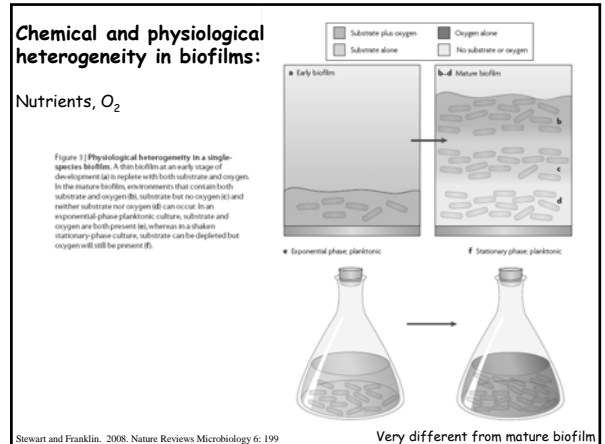 Chemical and physiological
heterogeneity in biofilms:
Nutrients, O₂
Figure 3 | Physiological heterogeneity in a single-
species biofilm. A thin biofilm at an early stage of
development (a) is replete with both substrate and oxygen.
In the mature biofilm, environments that contain both
substrate and oxygen (b), substrate but no oxygen (c) and
neither substrate nor oxygen (d) can occur. In an
exponential-phase planktonic culture, substrate and
oxygen are both present (e), whereas in a shaken
stationary-phase culture, substrate can be depleted but
oxygen will still be present (f).
Substrate plus oxygen
Oxygen alone
Substrate alone
No substrate or oxygen
a Early biofilm
b–d Mature biofilm
b
c
d
e Exponential phase; planktonic
f Stationary phase; planktonic
Stewart and Franklin. 2008. Nature Reviews Microbiology 6: 199
Very different from mature biofilm